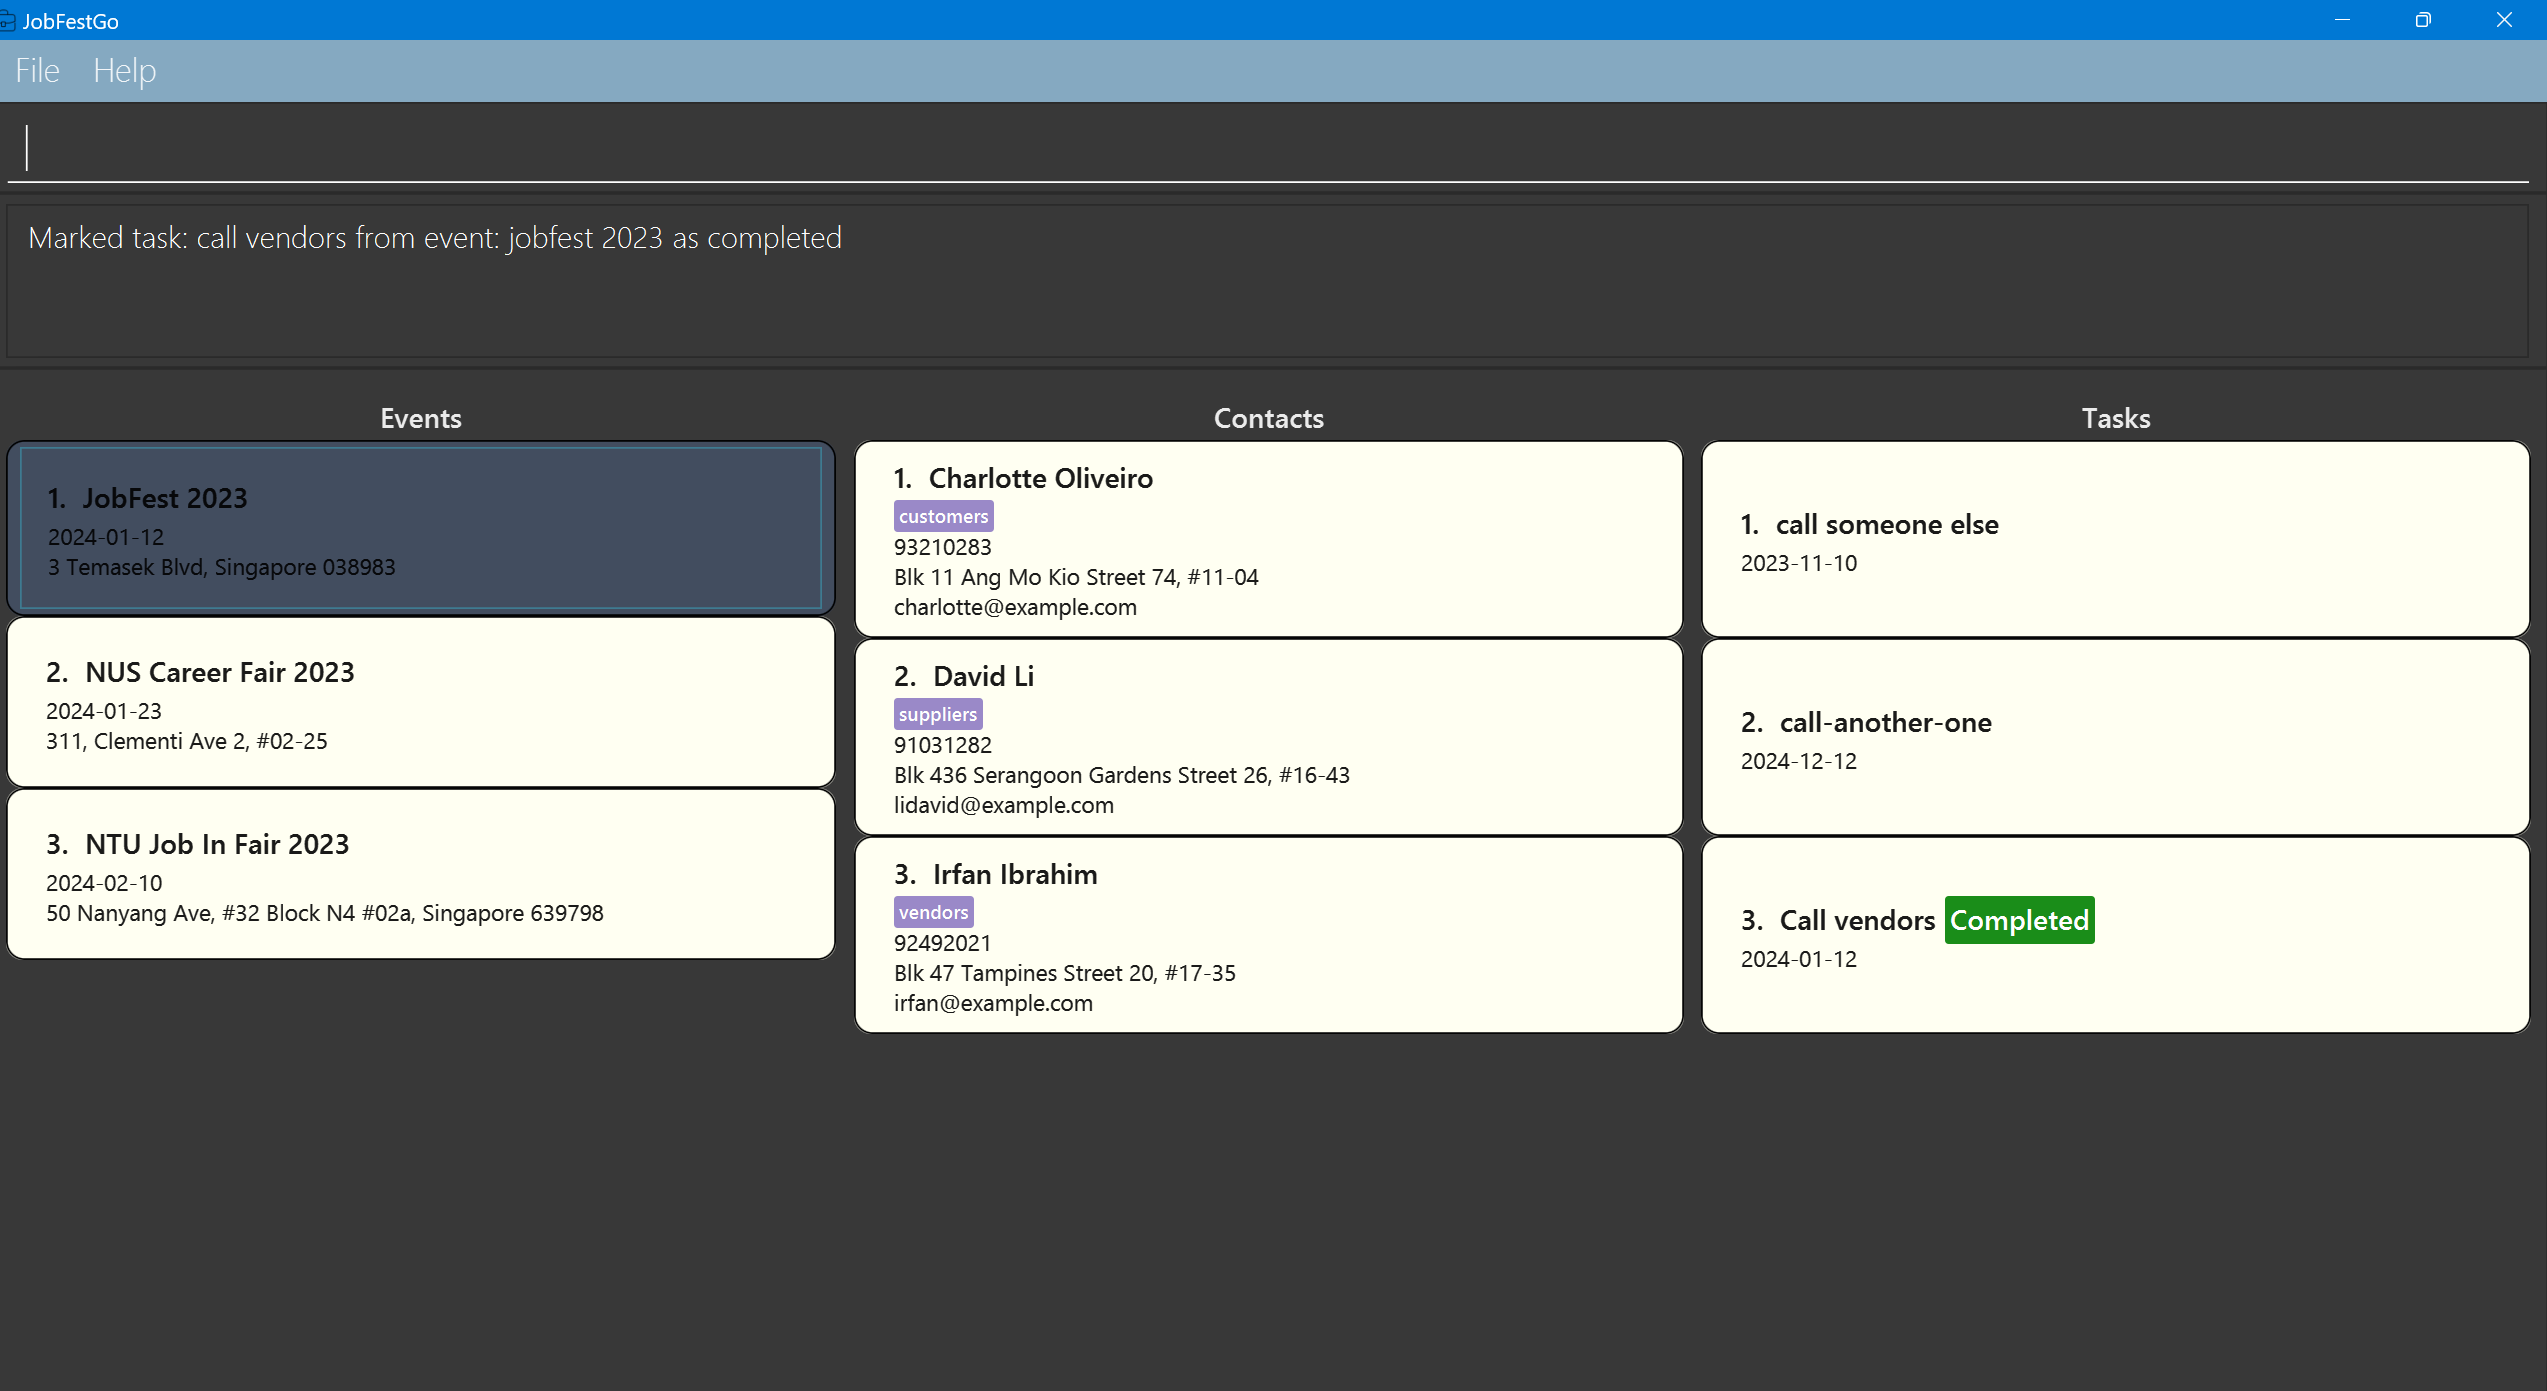 JobFestGo
File Help
Marked task: call vendors from event: jobfest 2023 as completed
Events
1. JobFest 2023
2024-01-12
3 Temasek Blvd, Singapore 038983
2. NUS Career Fair 2023
2024-01-23
311, Clementi Ave 2, #02-25
3. NTU Job In Fair 2023
2024-02-10
50 Nanyang Ave, #32 Block N4 #02a, Singapore 639798
Contacts
1. Charlotte Oliveiro
customers
93210283
Blk 11 Ang Mo Kio Street 74, #11-04
charlotte@example.com
2. David Li
suppliers
91031282
Blk 436 Serangoon Gardens Street 26, #16-43
lidavid@example.com
3. Irfan Ibrahim
vendors
92492021
Blk 47 Tampines Street 20, #17-35
irfan@example.com
Tasks
1. call someone else
2023-11-10
2. call-another-one
2024-12-12
3. Call vendors Completed
2024-01-12